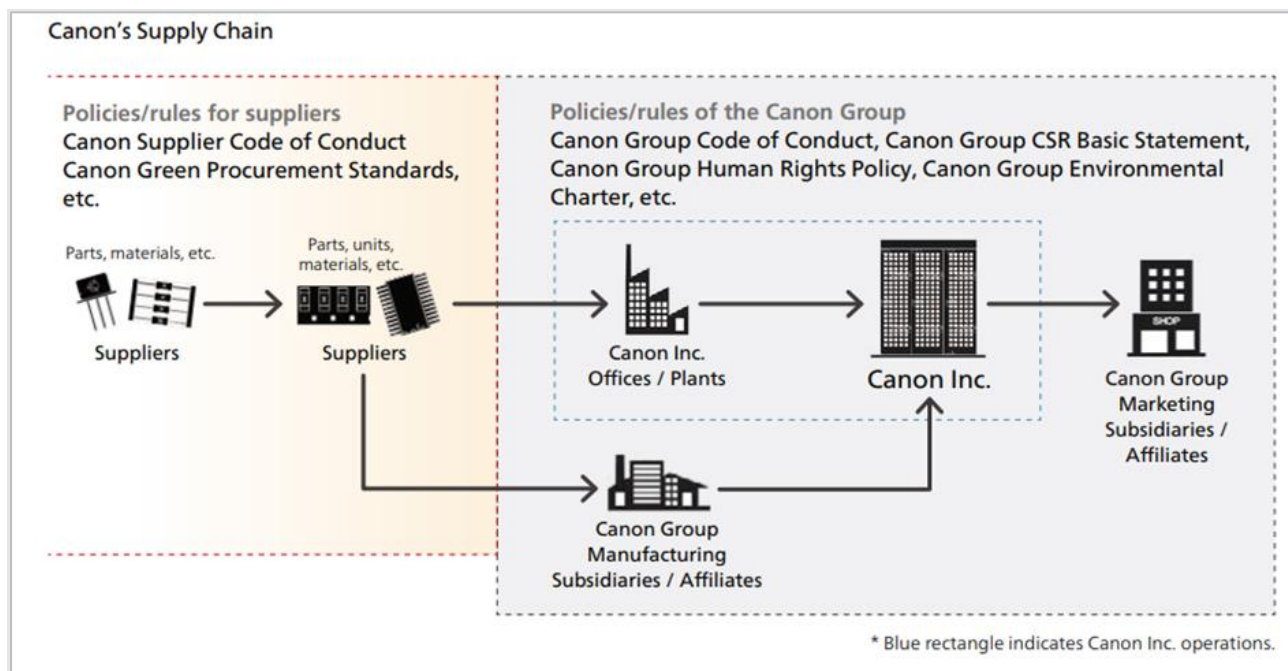 Canon's Supply Chain
Policies/rules for suppliers
Canon Supplier Code of Conduct
Canon Green Procurement Standards,
etc.
Policies/rules of the Canon Group
Canon Group Code of Conduct, Canon Group CSR Basic Statement,
Canon Group Human Rights Policy, Canon Group Environmental
Charter, etc.
Parts, materials, etc.
Suppliers
Parts, units,
materials, etc.
Suppliers
Canon Inc.
Offices / Plants
Canon Inc.
SHOP
Canon Group
Marketing
Subsidiaries /
Affiliates
Canon Group
Manufacturing
Subsidiaries / Affiliates
* Blue rectangle indicates Canon Inc. operations.